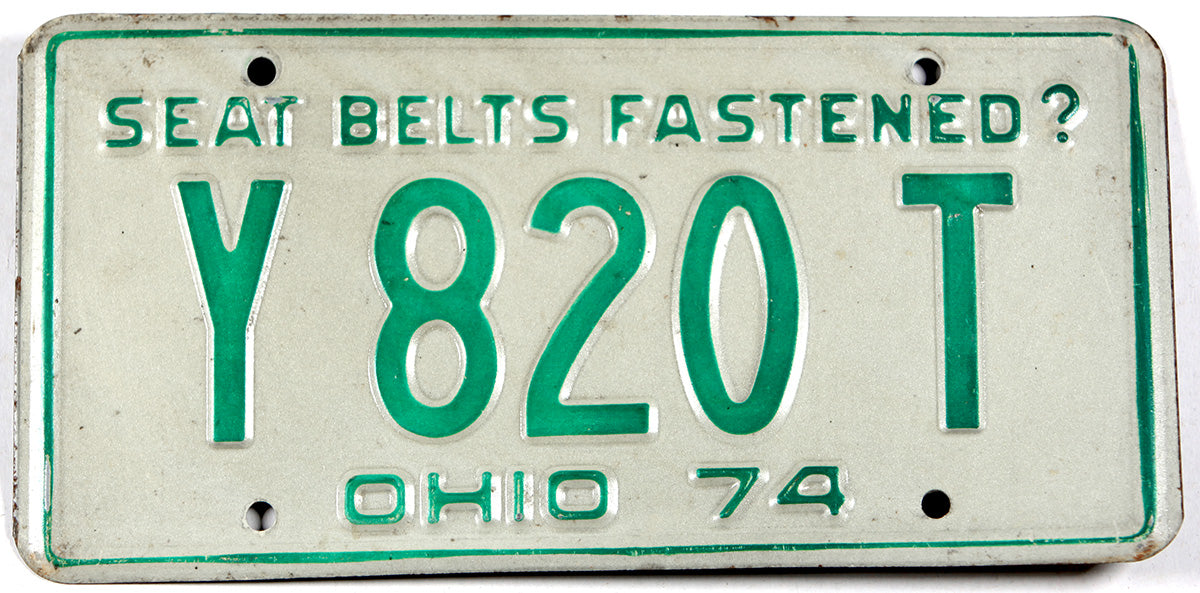 SEAT BELTS FASTENED?
Y 820 T
OHIO 74